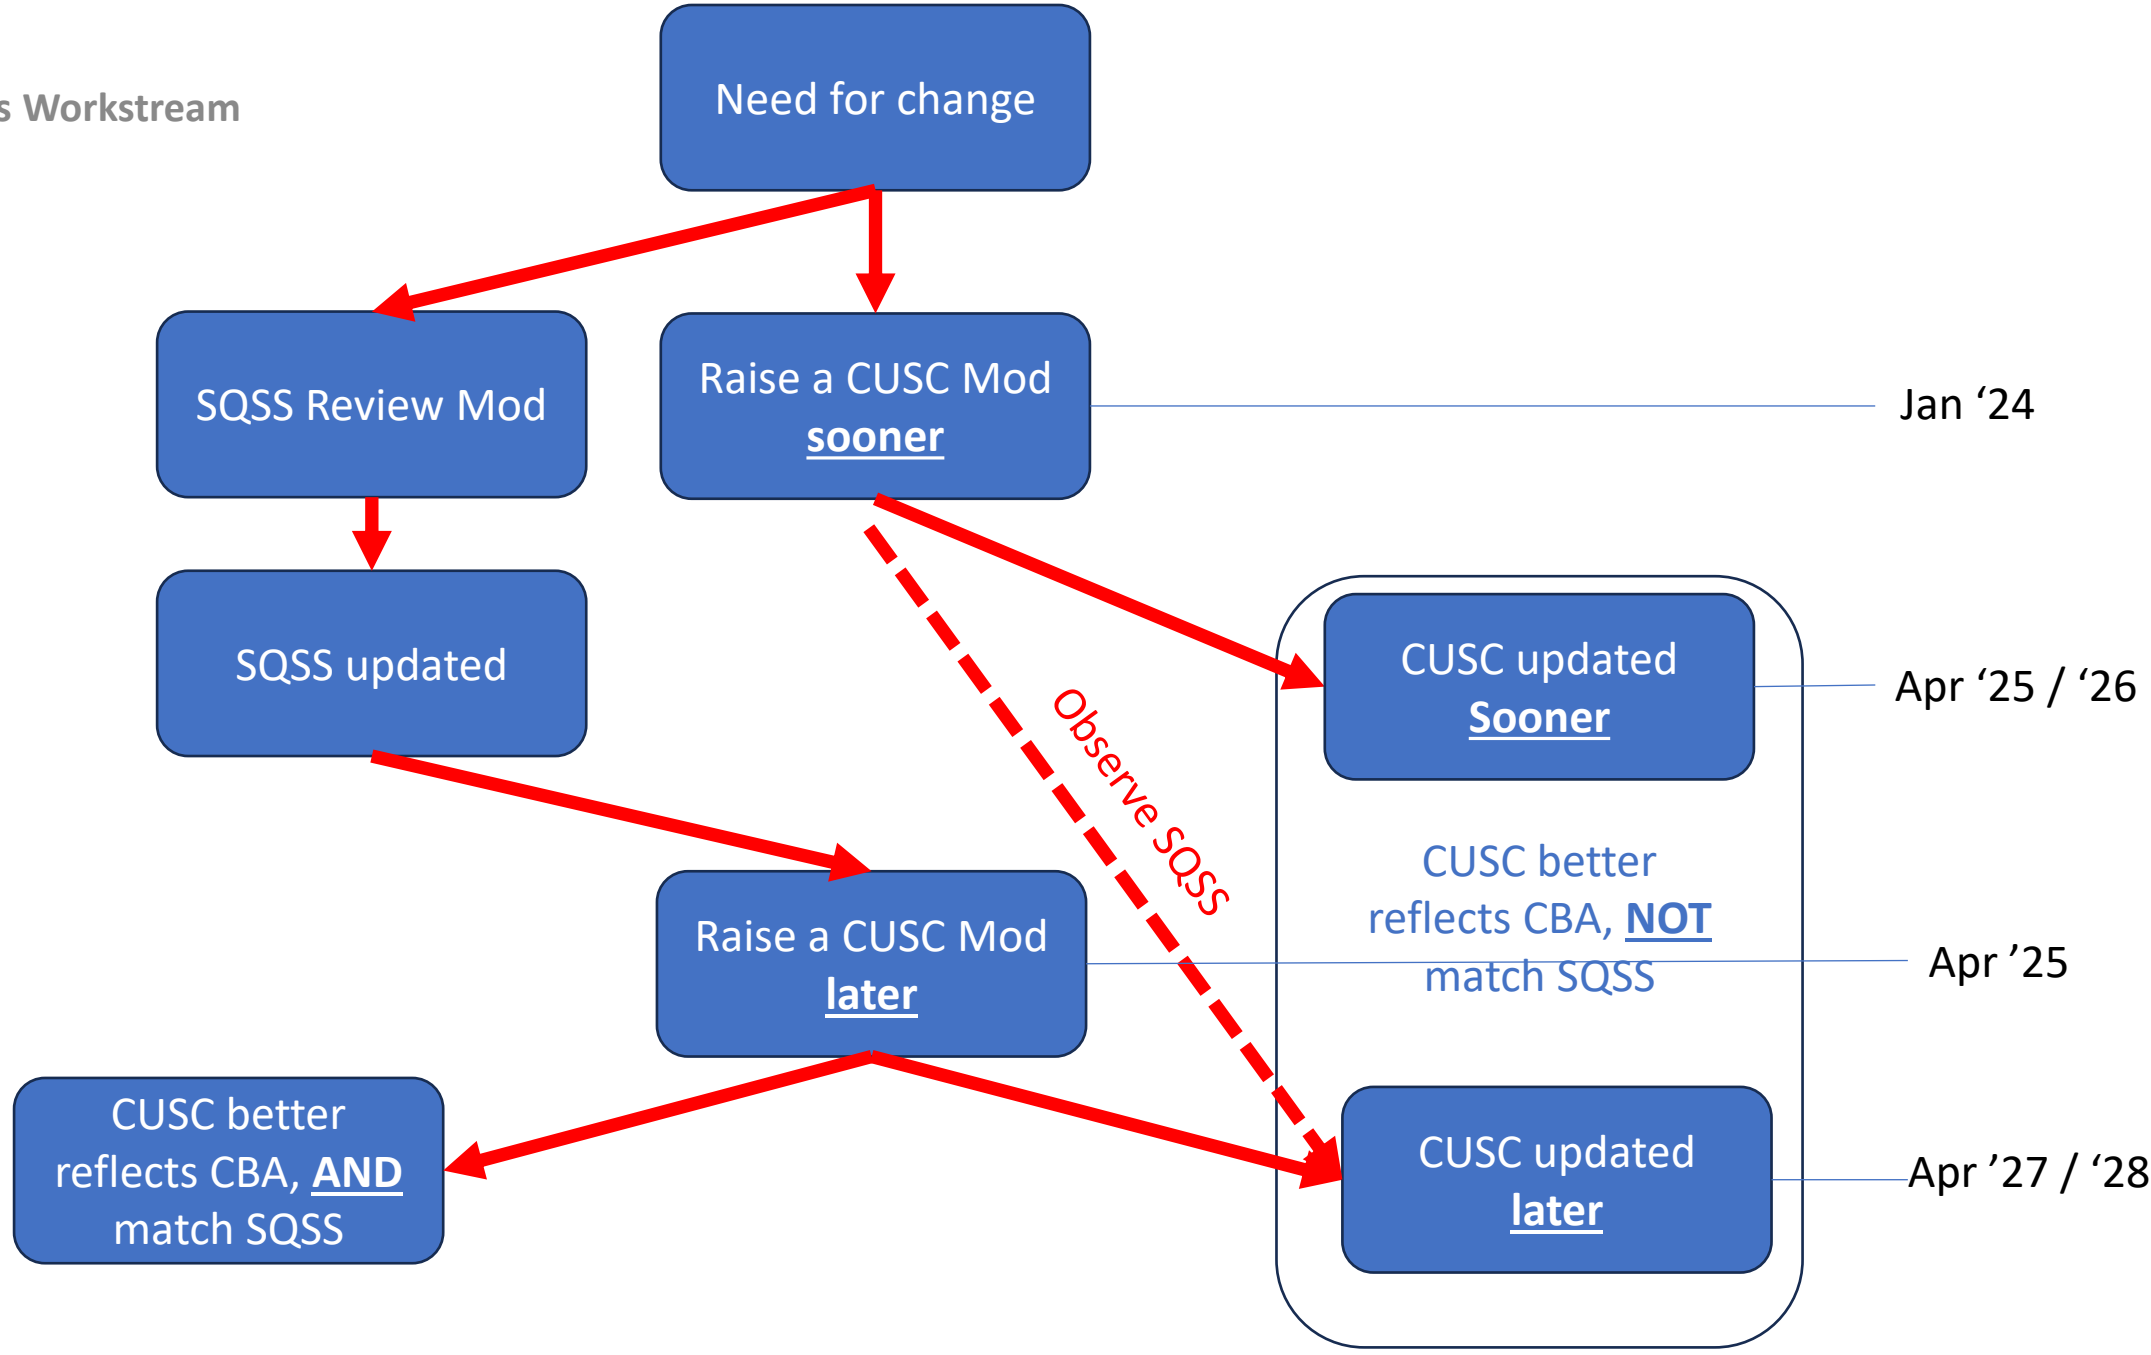 Need for change
s Workstream
SQSS Review Mod
Raise a CUSC Mod
sooner
Jan ‘24
SQSS updated
CUSC updated
Sooner
Apr ‘25 / ‘26
Observe SQSS
CUSC better
reflects CBA, NOT
match SQSS
Raise a CUSC Mod
later
Apr ’25
CUSC better
reflects CBA, AND
match SQSS
CUSC updated
later
Apr ’27 / ‘28